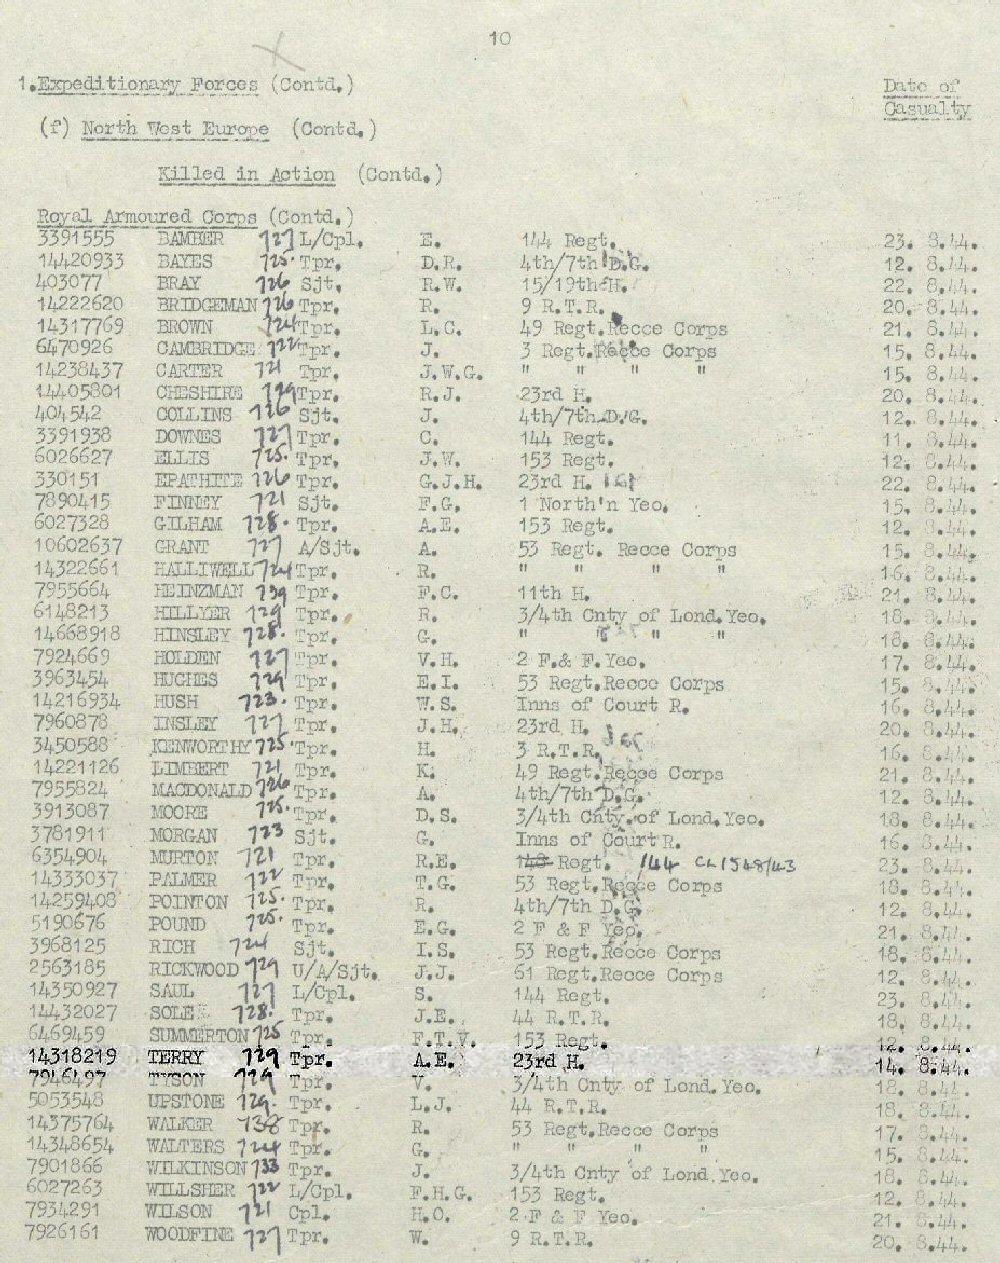 10
1.Expeditionary Forces (Contd.) Date of
Casualty
(f) North West Europe (Contd.)
Killed in Action (Contd.)
Royal Armoured Corps (Contd.)
3391555 BAMBER 727 L/Cpl. E. 144 Regt. 23. 8.44.
14420933 BAYES 725. Tpr. D.R. 4th/7th D.G. 12. 8.44.
403077 BRAY 726 Sjt. R.W. 15/19th H. 22. 8.44.
14222620 BRIDGEMAN 726 Tpr. R. 9 R.T.R. 20. 8.44.
14317769 BROWN 724 Tpr. L.C. 49 Regt.Recce Corps 21. 8.44.
6470926 CAMBRIDGE 722 Tpr. J. 3 Regt.Recce Corps 15. 8.44.
14238437 CARTER 721 Tpr. J.W.G. " " " " 15. 8.44.
14405801 CHESHIRE 729 Tpr. R.J. 23rd H. 20. 8.44.
404542 COLLINS 726 Sjt. J. 4th/7th D.G. 12. 8.44.
3391938 DOWNES 727 Tpr. C. 144 Regt. 11. 8.44.
6026627 ELLIS 725. Tpr. J.W. 153 Regt. 12. 8.44.
330151 EPATHITE 726 Tpr. G.J.H. 23rd H. 22. 8.44.
7890415 FINNEY 721 Sjt. F.G. 1 North'n Yeo. 15. 8.44.
6027328 GILHAM 728. Tpr. A.E. 153 Regt. 12. 8.44.
10602637 GRANT 727 A/Sjt. A. 53 Regt. Recce Corps 15. 8.44.
14322661 HALLIWELL 724 Tpr. R. " " " " 16. 8.44.
7955664 HEINZMAN 739 Tpr. F.C. 11th H. 21. 8.44.
6148213 HILLYER 729 Tpr. R. 3/4th Cnty of Lond.Yeo. 18. 8.44.
14668918 HINSLEY 728. Tpr. G. " " " " 18. 8.44.
7924669 HOLDEN 727 Tpr. V.H. 2 F.& F.Yeo. 17. 8.44.
3963454 HUGHES 729 Tpr. E.I. 53 Regt.Recce Corps 15. 8.44.
14216934 HUSH 723. Tpr. W.S. Inns of Court R. 16. 8.44.
7960878 INSLEY 727 Tpr. J.H. 23rd H. 20. 8.44.
3450588 KENWORTHY 725 Tpr. H. 3 R.T.R. 16. 8.44.
14221126 LIMBERT 721 Tpr. K. 49 Regt.Recce Corps 21. 8.44.
7955824 MACDONALD 726 Tpr. A. 4th/7th D.G. 12. 8.44.
3913087 MOORE 725. Tpr. D.S. 3/4th Cnty.of Lond.Yeo. 18. 8.44.
3781911 MORGAN 723 Sjt. G. Inns of Court R. 16. 8.44.
6354904 MURTON 721 Tpr. R.E. 148 Regt. 144 CL1548/43 23. 8.44.
14333037 PALMER 722 Tpr. T.G. 53 Regt.Recce Corps 18. 8.44.
14259408 POINTON 725. Tpr. R. 4th/7th D.G. 12. 8.44.
5190676 POUND 725. Tpr. E.G. 2 F & F Yeo. 21. 8.44.
3968125 RICH 724 Sjt. I.S. 53 Regt.Recce Corps 18. 8.44.
2563185 RICKWOOD 729 U/A/Sjt. J.J. 61 Regt.Recce Corps 12. 8.44.
14350927 SAUL 727 L/Cpl. S. 144 Regt. 23. 8.44.
14432027 SOLE 728. Tpr. J.E. 44 R.T.R. 18. 8.44.
6469459 SUMMERTON 725 Tpr. F.T.V. 153 Regt. 12. 8.44.
14318219 TERRY 729 Tpr. A.E. 23rd H. 14. 8.44.
7946497 TYSON 729 Tpr. V. 3/4th Cnty of Lond.Yeo. 18. 8.44.
5053548 UPSTONE 729. Tpr. L.J. 44 R.T.R. 18. 8.44.
14375764 WALKER 738 Tpr. R. 53 Regt.Recce Corps 17. 8.44.
14348654 WALTERS 724 Tpr. G. " " " " 15. 8.44.
7901866 WILKINSON 733 Tpr. J. 3/4th Cnty of Lond.Yeo. 18. 8.44.
6027263 WILLSHER 722 L/Cpl. F.H.G. 153 Regt. 12. 8.44.
7934291 WILSON 721 Cpl. H.O. 2 F & F Yeo. 21. 8.44.
7926161 WOODFINE 727 Tpr. W. 9 R.T.R. 20. 8.44.